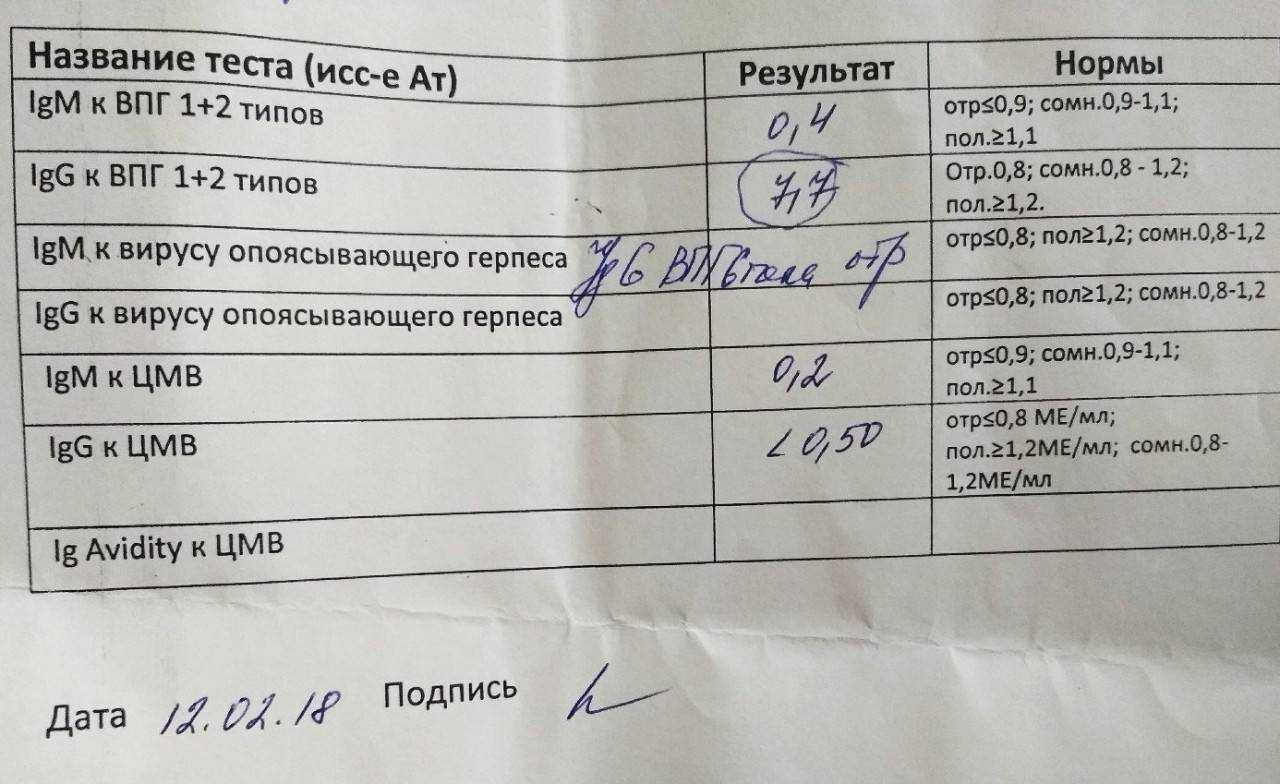 Название теста (исс-е Ат) Результат Нормы
IgM к ВПГ 1+2 типов 0,4 отр≤0,9; сомн.0,9-1,1;
пол.≥1,1
IgG к ВПГ 1+2 типов 7,7 Отр.0,8; сомн.0,8 - 1,2;
пол.≥1,2.
IgM к вирусу опоясывающего герпеса отр≤0,8; пол≥1,2; сомн.0,8-1,2
IgG ВПГ 6 типа отр
IgG к вирусу опоясывающего герпеса отр≤0,8; пол≥1,2; сомн.0,8-1,2
IgM к ЦМВ 0,2 отр≤0,9; сомн.0,9-1,1;
пол.≥1,1
IgG к ЦМВ < 0,50 отр≤0,8 МЕ/мл;
пол.≥1,2МЕ/мл; сомн.0,8-
1,2МЕ/мл
Ig Avidity к ЦМВ
Дата 12.02.18 Подпись